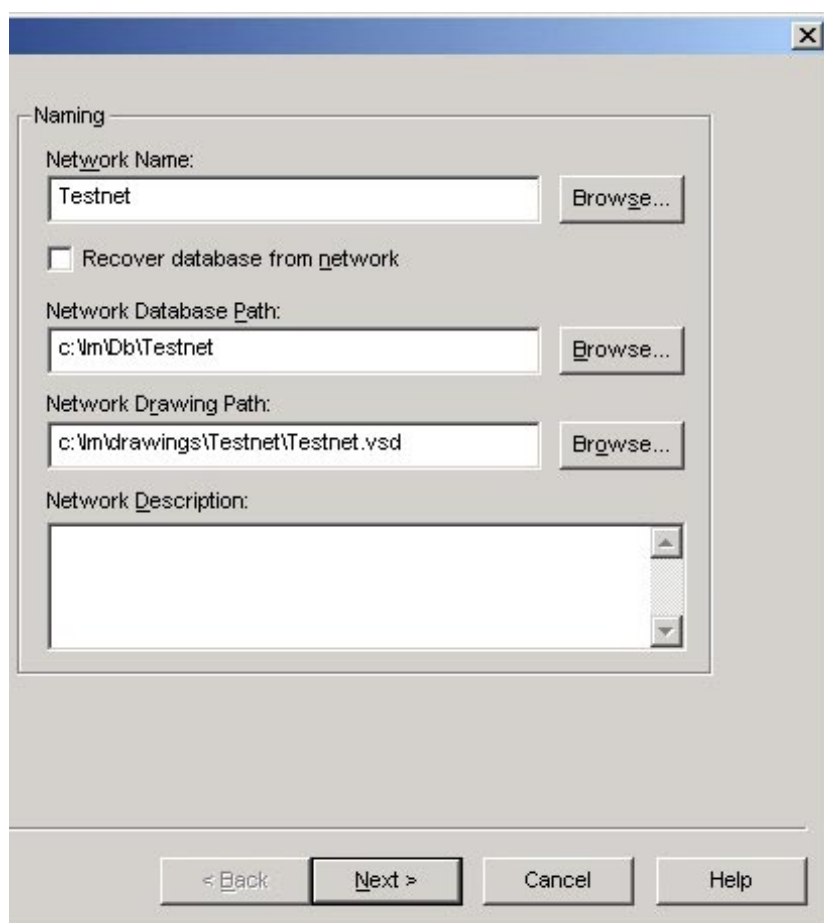 Naming
Network Name:
Testnet
Browse...
Recover database from network
Network Database Path:
c:\lm\Db\Testnet
Browse...
Network Drawing Path:
c:\lm\drawings\Testnet\Testnet.vsd
Browse...
Network Description:
< Back
Next >
Cancel
Help